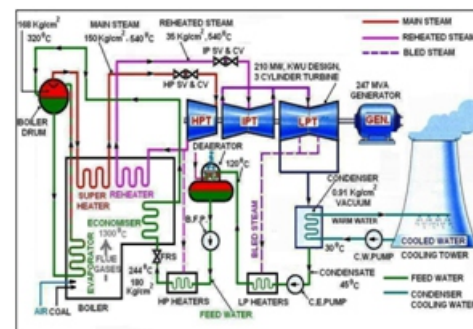 168 Kg/cm²
320°C
MAIN STEAM
150 Kg/cm²-540°C
REHEATED STEAM
35 Kg/cm², 540°C
IP SV & CV
HP SV & CV
MAIN STEAM
REHEATED STEAM
BLED STEAM
210 MW, KWU DESIGN,
3 CYLINDER TURBINE
247 MVA
GENERATOR
BOILER
DRUM
HPT
IPT
LPT
GEN.
DEAERATOR
120°C
SUPER
HEATER
REHEATER
CONDENSER
0.91 Kg/cm²
VACUUM
ECONOMISER
1300°C
FLUE
GASES
EVAPORATOR
B.F.P.
BLED STEAM
WARM WATER
30°C
COOLED WATER
C.W.PUMP
COOLING TOWER
FRS
244°C
180
Kg/cm²
CONDENSATE
45°C
AIR
COAL
BOILER
HP HEATERS
FEED WATER
LP HEATERS
C.E.PUMP
FEED WATER
CONDENSER
COOLING WATER